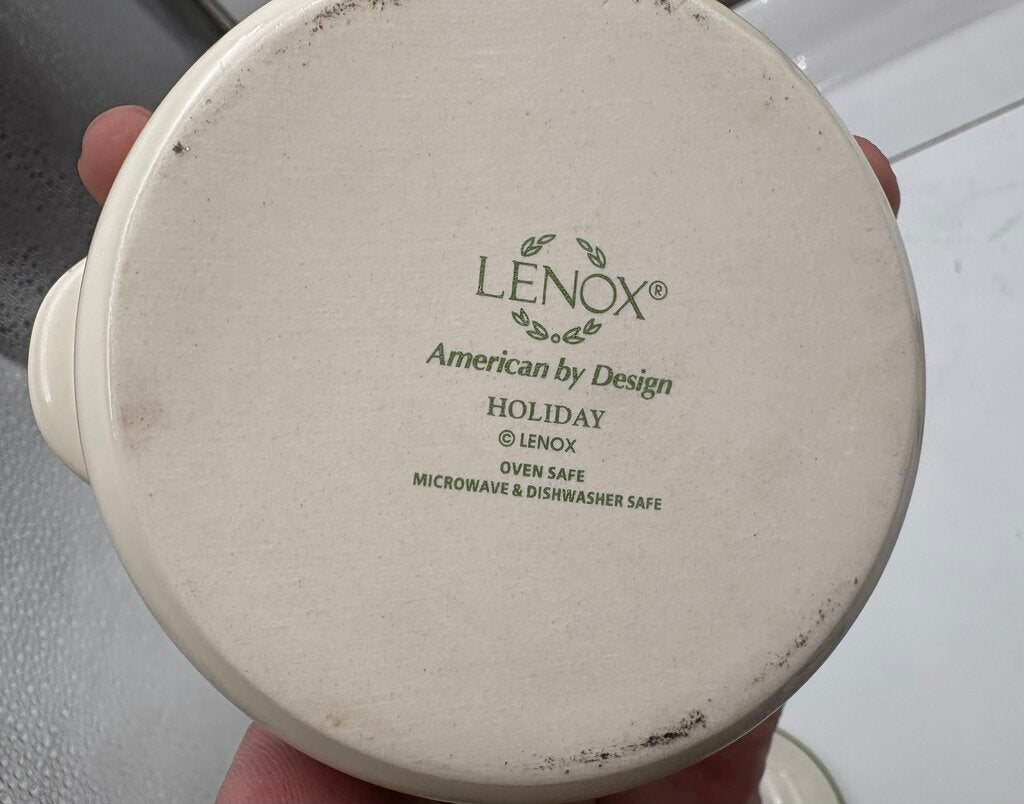 LENOX®
American by Design
HOLIDAY
© LENOX
OVEN SAFE
MICROWAVE & DISHWASHER SAFE